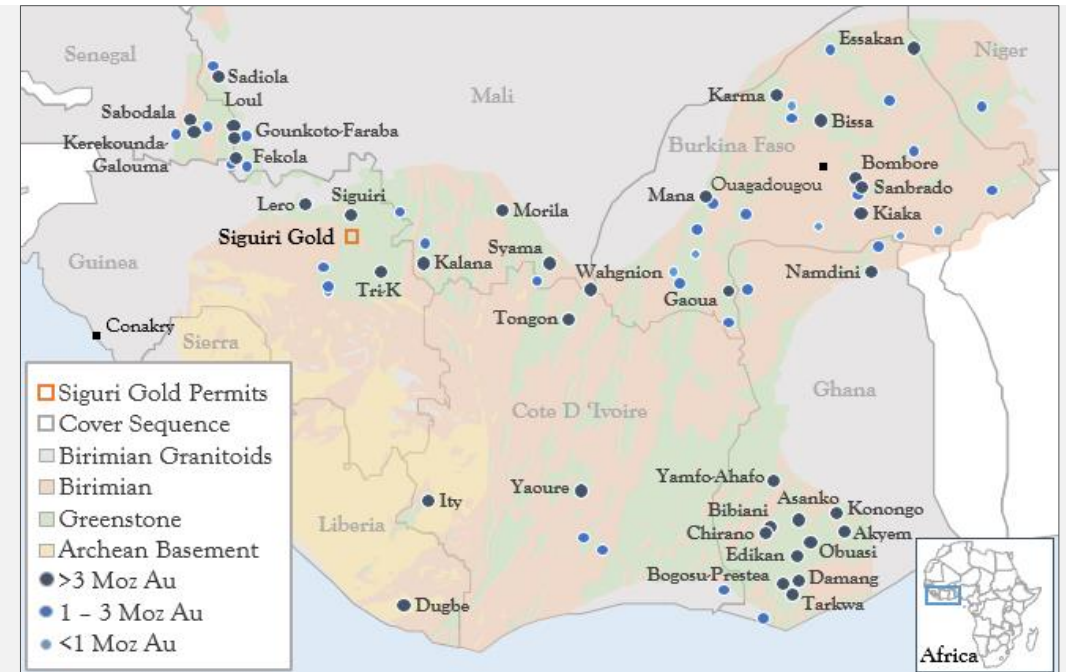 Essakan
Niger
Senegal
Sadiola
Mali
Karma
Loul
Sabodala
Gounkoto-Faraba
Bissa
Kerekounda-
Galouma
Burkina Faso
Fekola
Bombore
Siguiri
Mana
Ouagadougou
Sanbrado
Lero
Morila
Kiaka
Siguiri Gold
Syama
Guinea
Kalana
Wahgnion
Namdini
Tri-K
Gaoua
Tongon
Conakry
Sierra
Ghana
Siguri Gold Permits
Cover Sequence
Birimian Granitoids
Birimian
Greenstone
Archean Basement
>3 Moz Au
1 – 3 Moz Au
<1 Moz Au
Cote D 'Ivoire
Yamfo-Ahafo
Yaoure
Asanko
Ity
Bibiani
Konongo
Liberia
Chirano
Akyem
Edikan
Obuasi
Bogosu-Prestea
Damang
Dugbe
Tarkwa
Africa